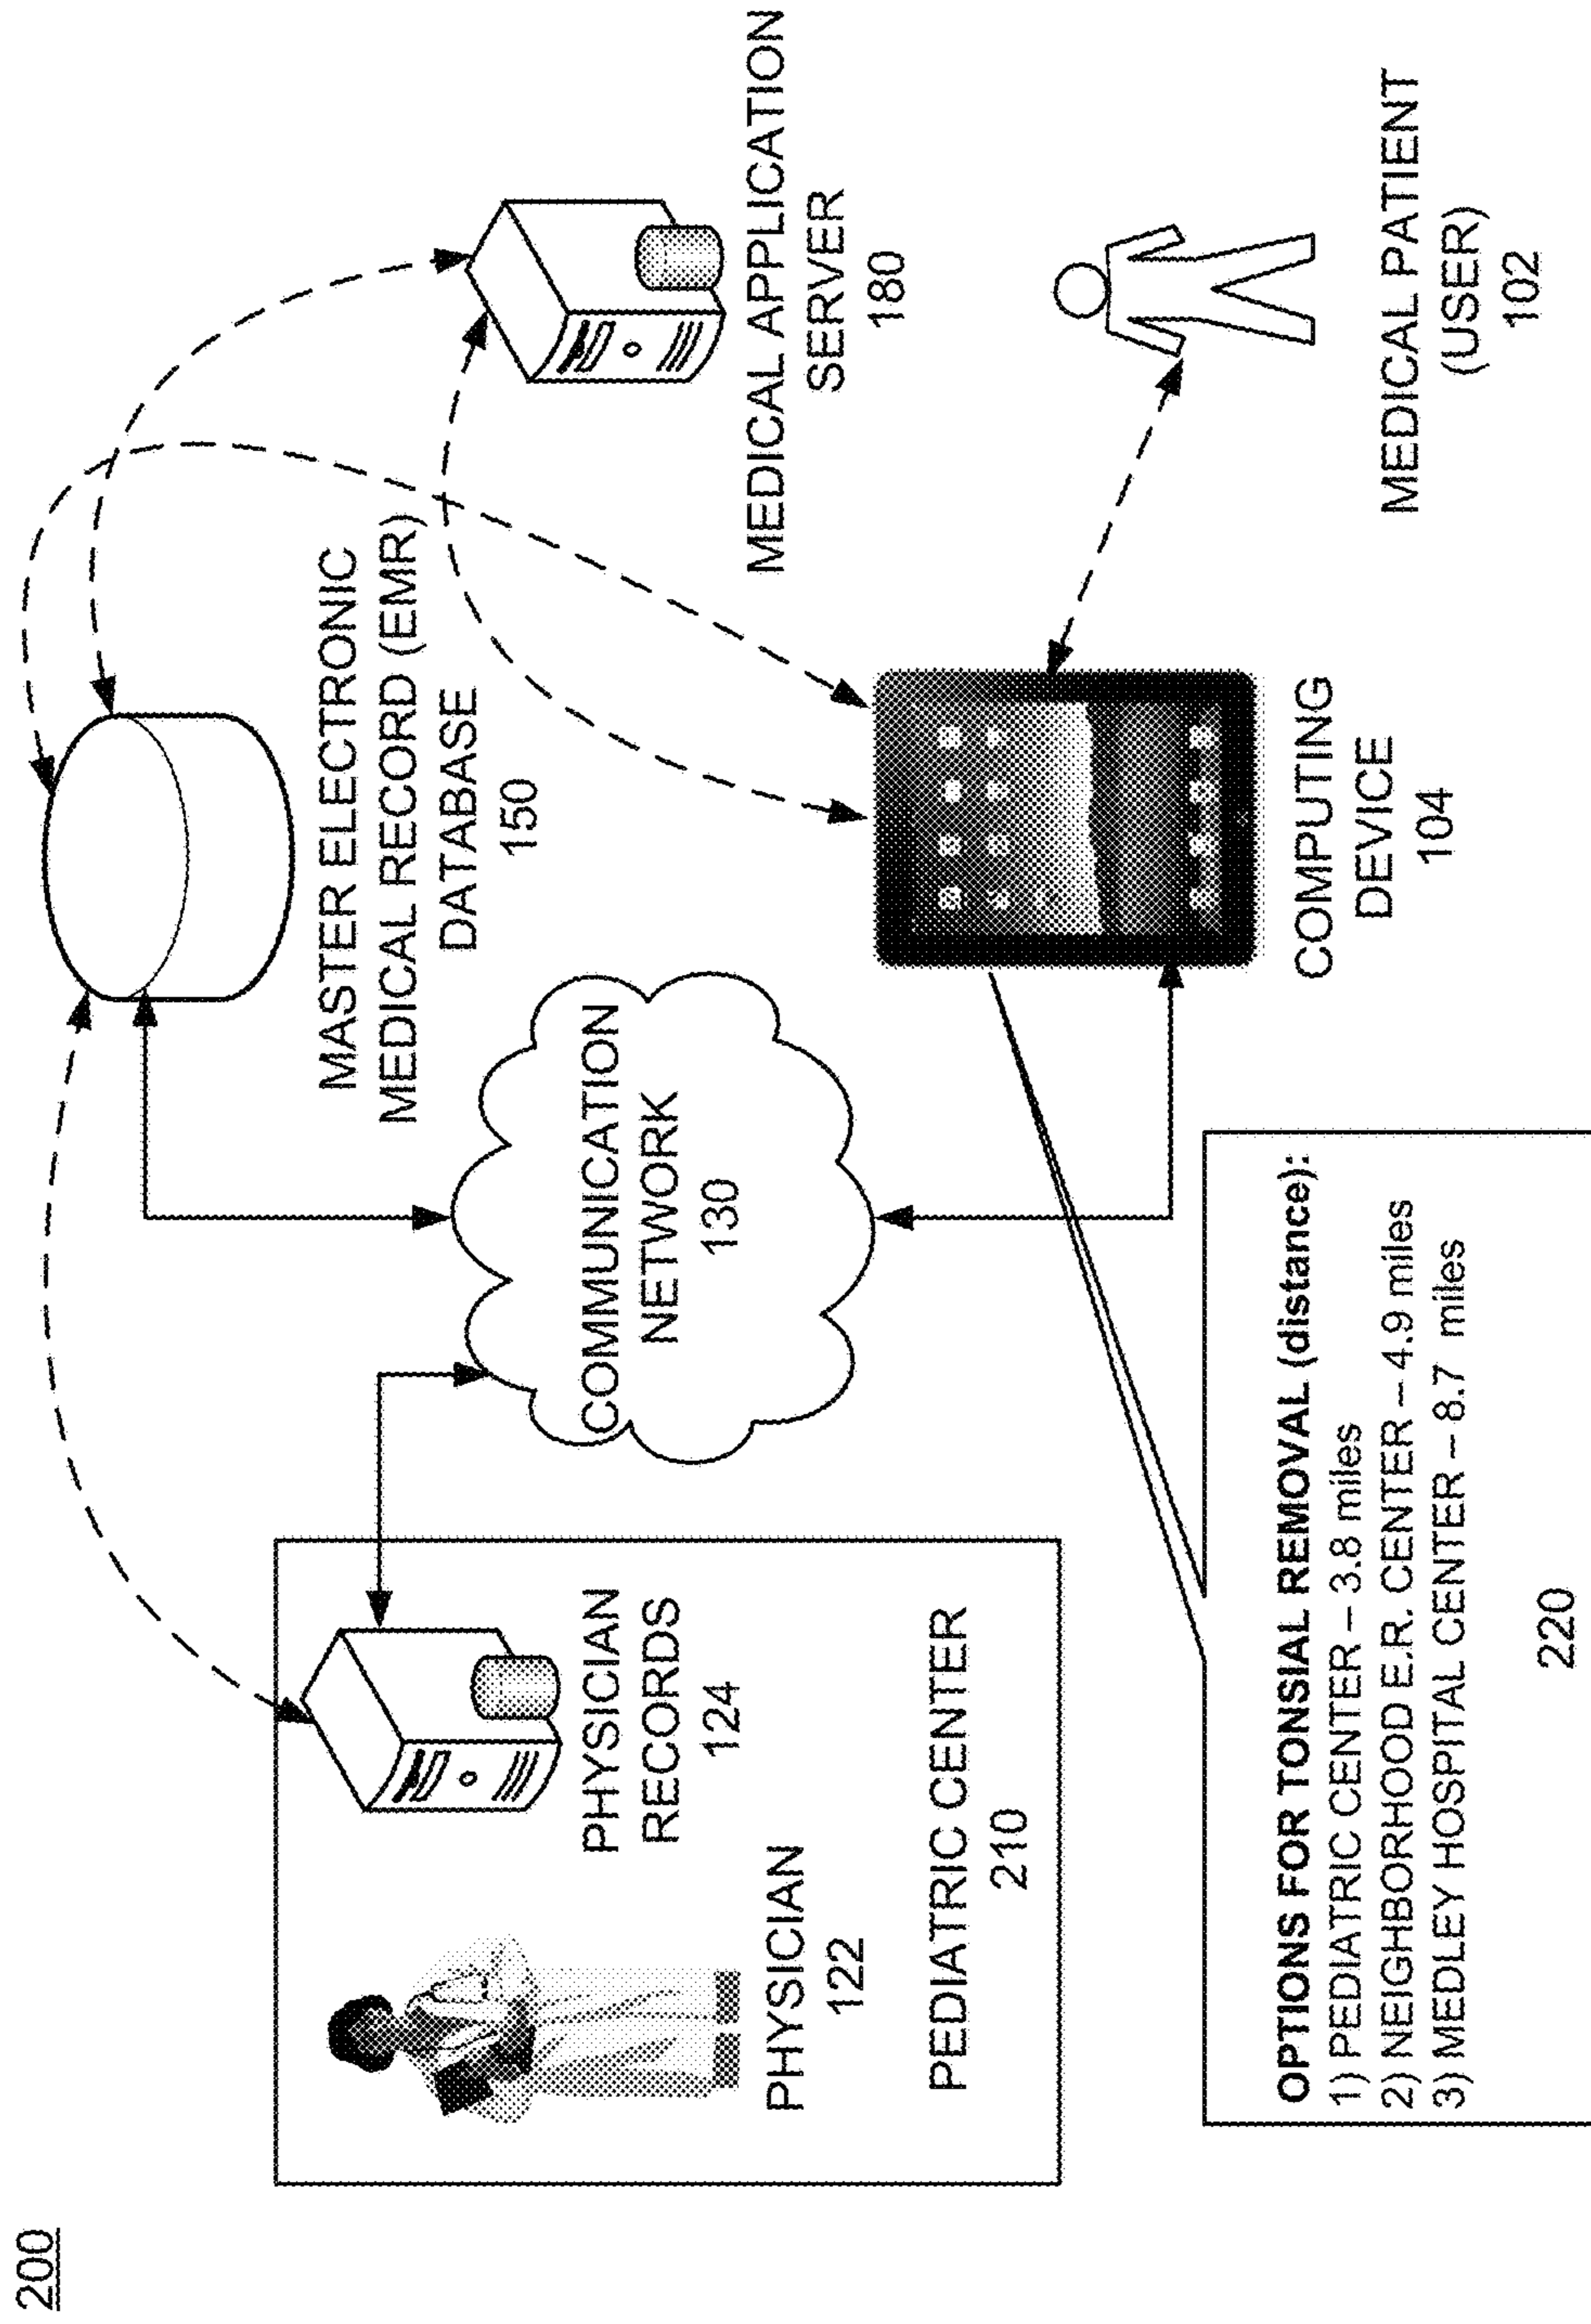 200
MASTER ELECTRONIC
MEDICAL RECORD (EMR)
DATABASE
150
PHYSICIAN
RECORDS
124
PHYSICIAN
122
PEDIATRIC CENTER
210
COMMUNICATION
NETWORK
130
MEDICAL APPLICATION
SERVER
180
COMPUTING
DEVICE
104
MEDICAL PATIENT
(USER)
102
OPTIONS FOR TONSIAL REMOVAL (distance):
1) PEDIATRIC CENTER – 3.8 miles
2) NEIGHBORHOOD E.R. CENTER – 4.9 miles
3) MEDLEY HOSPITAL CENTER – 8.7 miles
220